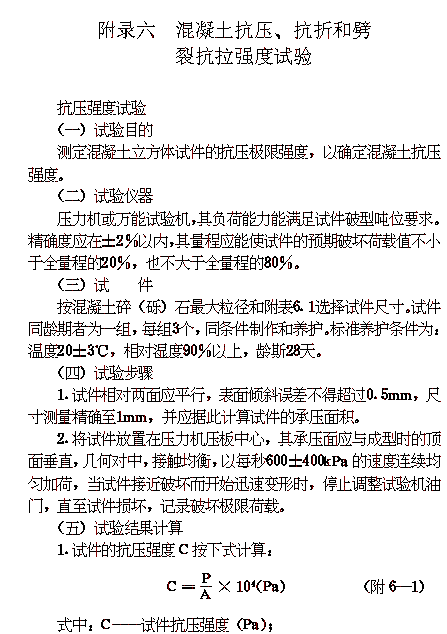 附录六 混凝土抗压、抗折和劈
裂抗拉强度试验
抗压强度试验
(一)试验目的
测定混凝土立方体试件的抗压极限强度,以确定混凝土抗压
强度。
(二)试验仪器
压力机或万能试验机,其负荷能力能满足试件破型吨位要求。
精确度应在±2%以内,其量程应能使试件的预期破坏荷载值不小
于全量程的20%,也不大于全量程的80%。
(三)试 件
按混凝土碎(砾)石最大粒径和附表6.1选择试件尺寸。试件
同龄期者为一组,每组3个,同条件制作和养护。标准养护条件为:
温度20±3℃,相对湿度90%以上,龄斯28天。
(四)试验步骤
1.试件相对两面应平行,表面倾斜误差不得超过0.5mm,尺
寸测量精确至1mm,并应据此计算试件的承压面积。
2.将试件放置在压力机压板中心,其承压面应与成型时的顶
面垂直,几何对中,接触均衡,以每秒600±400kPa的速度连续均
匀加荷,当试件接近破坏而开始迅速变形时,停止调整试验机油
门,直至试件损坏,记录破坏极限荷载。
(五)试验结果计算
1.试件的抗压强度C按下式计算:
C=P/A×10⁴(Pa) (附6—1)
式中:C——试件抗压强度(Pa);